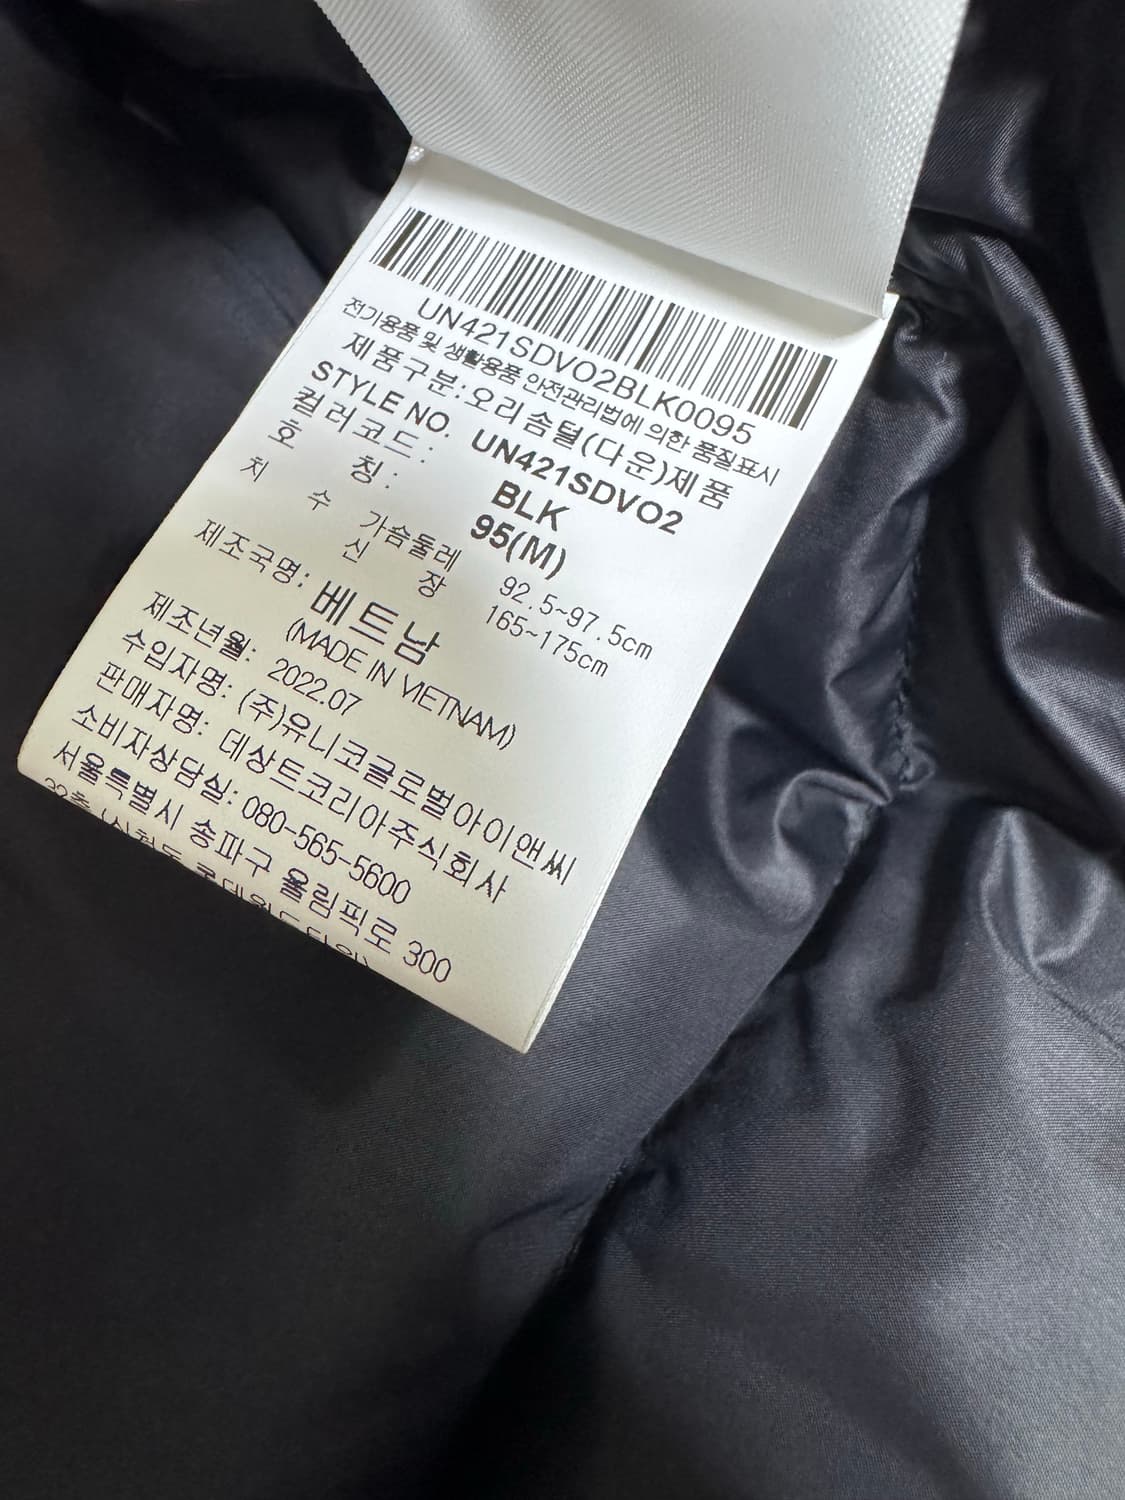 UN421SDVO2BLK0095
전기용품 및 생활용품 안전관리법에 의한 품질표시
제품구분: 오리솜털(다운)제품
STYLE NO. UN421SDVO2
컬러코드: BLK
호 칭: 95(M)
치 수 가슴둘레 92.5~97.5cm
신 장 165~175cm
제조국명: 베트남
(MADE IN VIETNAM)
제조년월: 2022.07
수입자명: (주)유니코글로벌아이앤씨
판매자명: 데상트코리아주식회사
소비자상담실: 080-565-5600
서울특별시 송파구 올림픽로 300